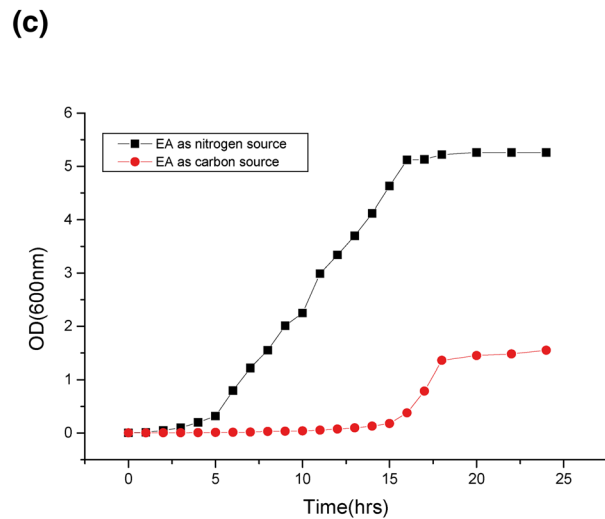 (c)
6
EA as nitrogen source
EA as carbon source
5
4
3
2
1
0
OD(600nm)
0 5 10 15 20 25
Time(hrs)